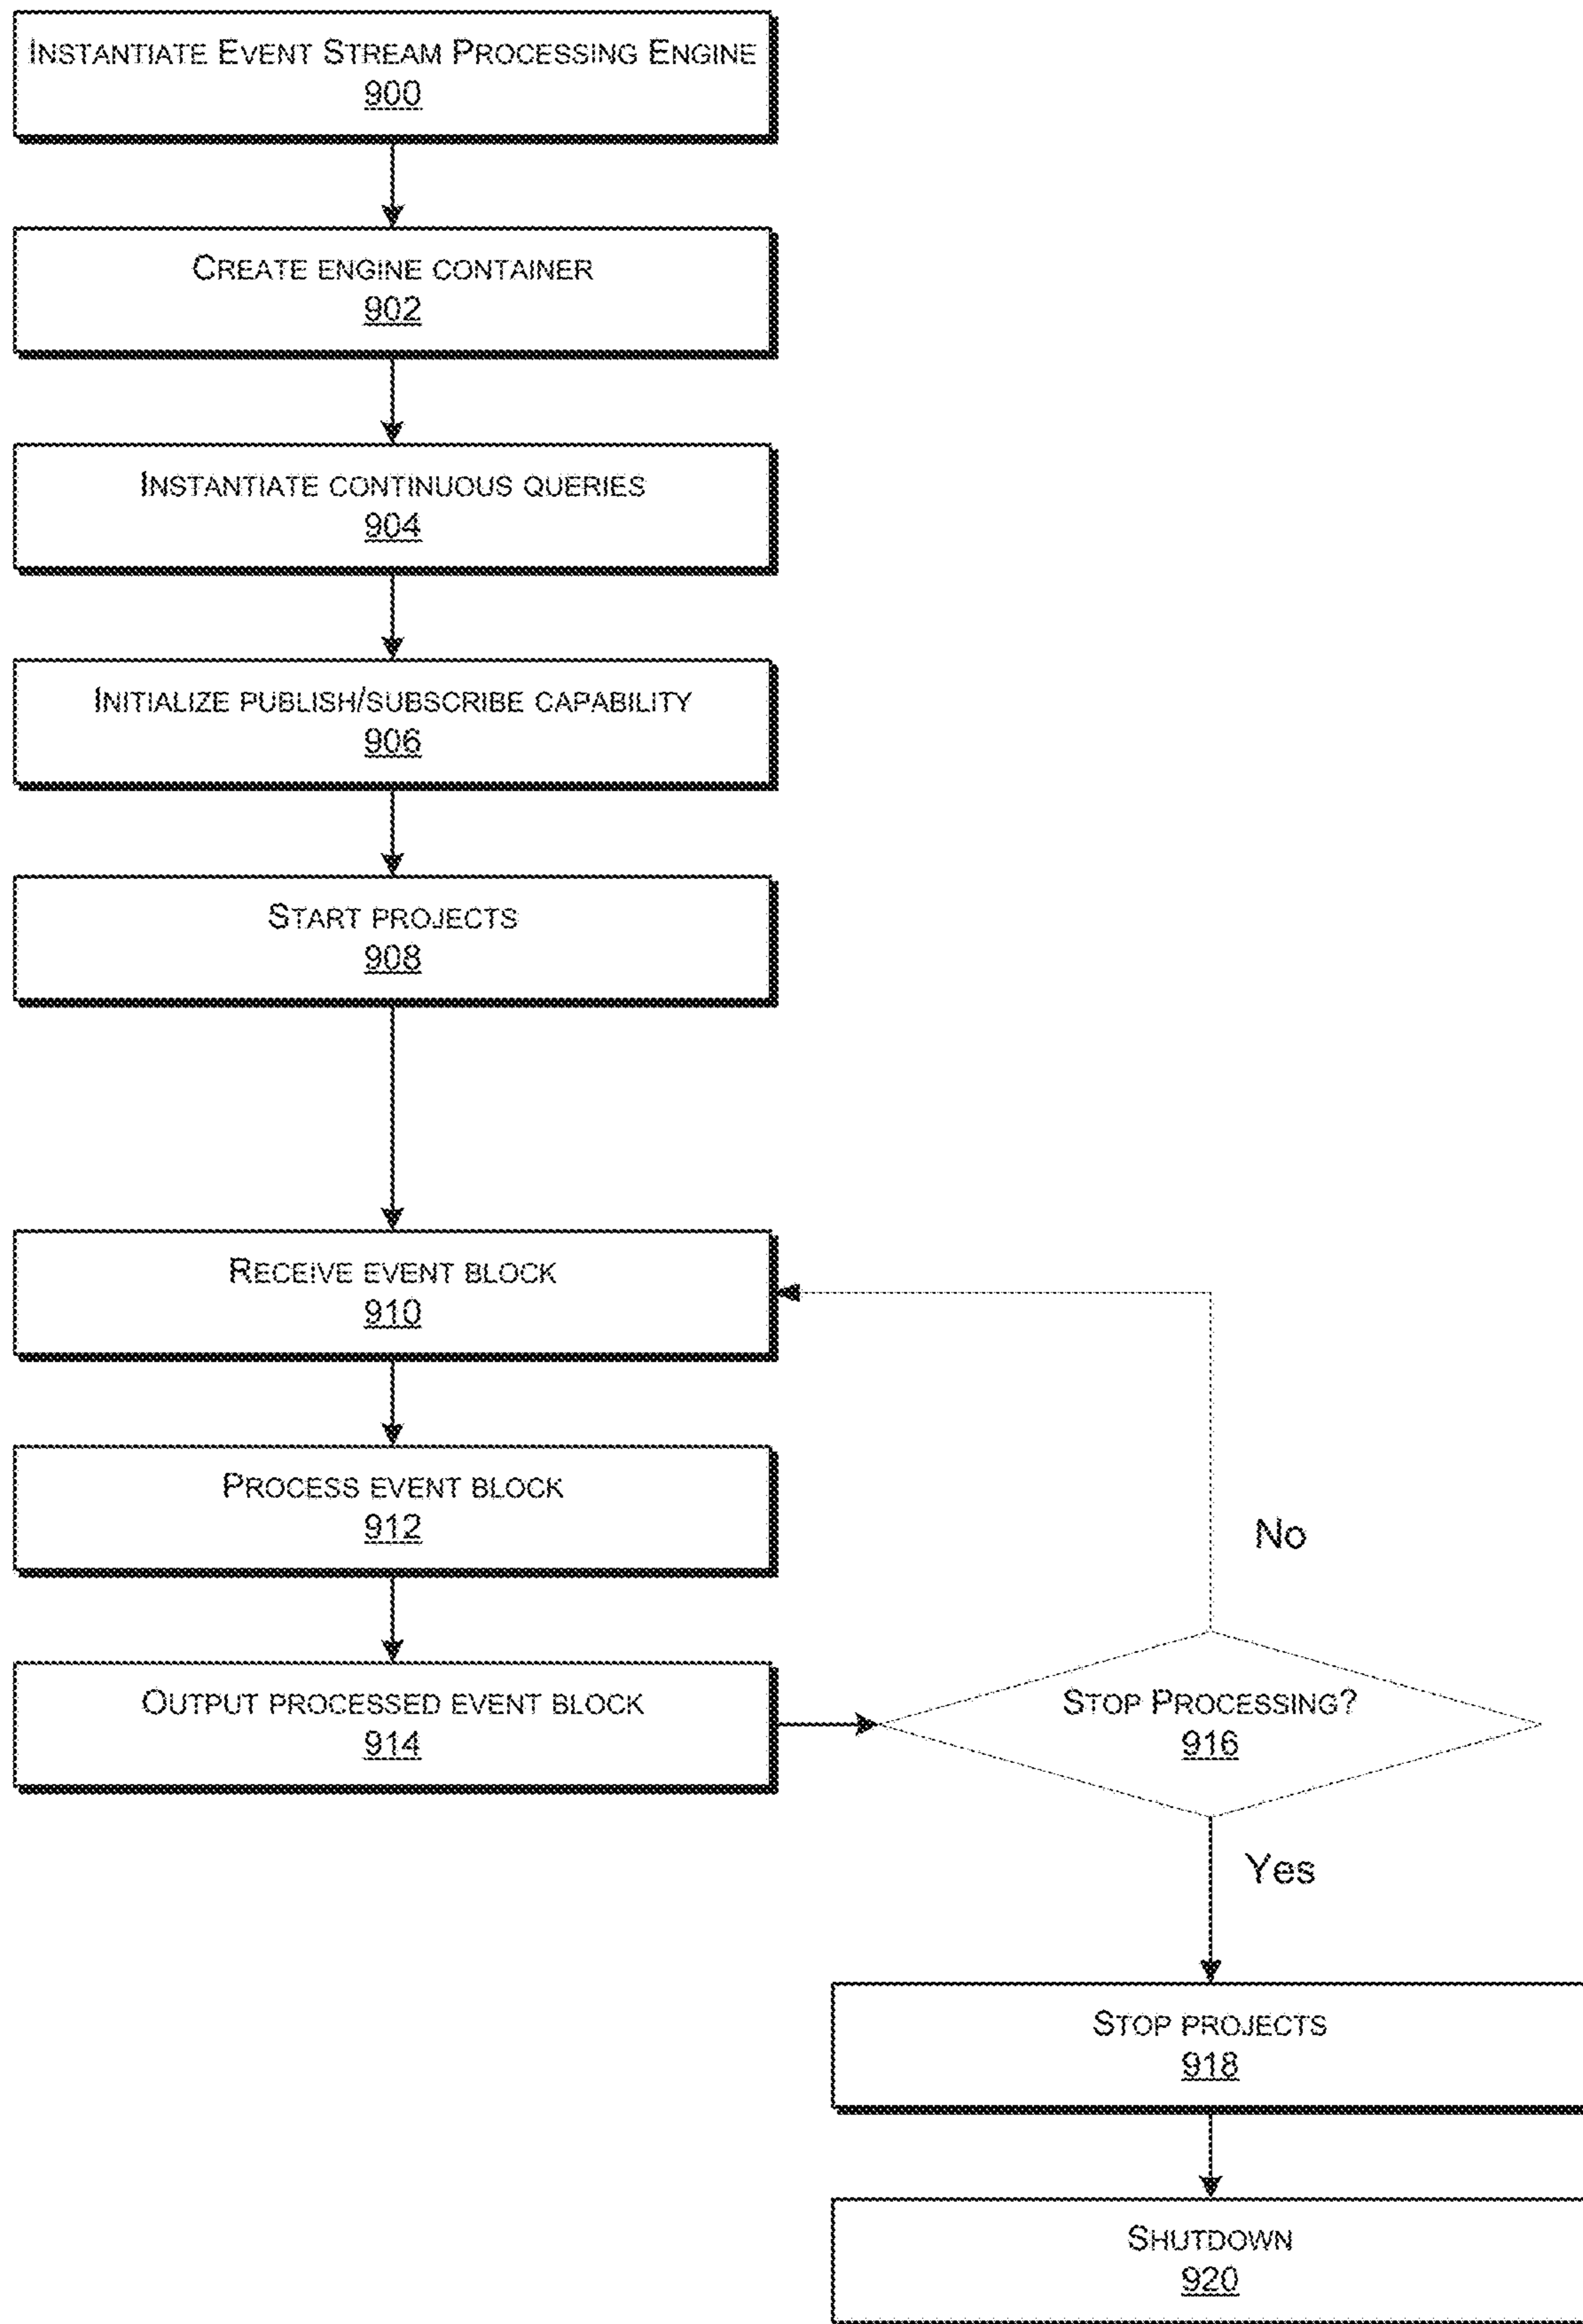 INSTANTIATE EVENT STREAM PROCESSING ENGINE
900
CREATE ENGINE CONTAINER
902
INSTANTIATE CONTINUOUS QUERIES
904
INITIALIZE PUBLISH/SUBSCRIBE CAPABILITY
906
START PROJECTS
908
RECEIVE EVENT BLOCK
910
PROCESS EVENT BLOCK
912
No
OUTPUT PROCESSED EVENT BLOCK
914
STOP PROCESSING?
916
Yes
STOP PROJECTS
918
SHUTDOWN
920